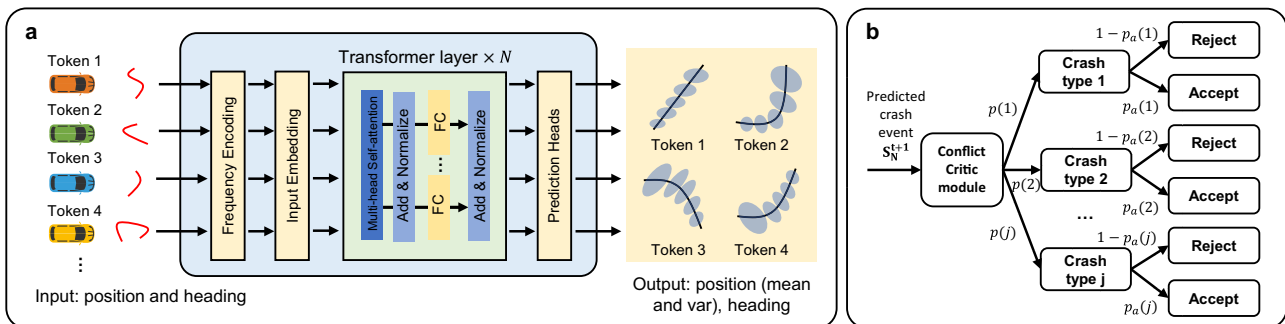 a
Token 1
Token 2
Token 3
Token 4
⋮
Input: position and heading
Frequency Encoding
Input Embedding
Transformer layer × N
Multi-head Self-attention
Add & Normalize
FC
...
FC
Add & Normalize
Prediction Heads
Token 1
Token 2
Token 3
Token 4
Output: position (mean
and var), heading
b
Predicted
crash
event
S_N^{t+1}
Conflict
Critic
module
p(1)
p(2)
p(j)
Crash
type 1
1 − p_a(1)
Reject
p_a(1)
Accept
Crash
type 2
1 − p_a(2)
Reject
p_a(2)
Accept
...
Crash
type j
1 − p_a(j)
Reject
p_a(j)
Accept